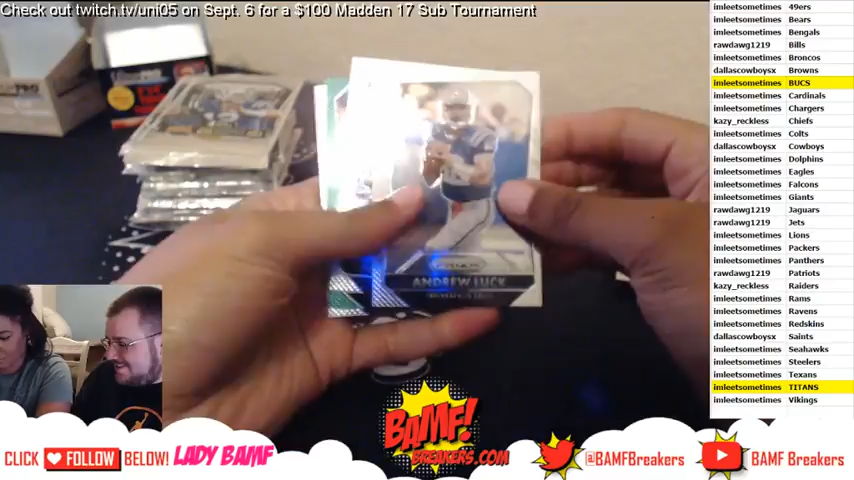 Check out twitch.tv/uni05 on Sept. 6 for a $100 Madden 17 Sub Tournament
imleetsometimes 49ers
imleetsometimes Bears
imleetsometimes Bengals
rawdawg1219 Bills
imleetsometimes Broncos
dallascowboysx Browns
imleetsometimes BUCS
imleetsometimes Cardinals
imleetsometimes Chargers
kazy_reckless Chiefs
imleetsometimes Colts
dallascowboysx Cowboys
imleetsometimes Dolphins
imleetsometimes Eagles
imleetsometimes Falcons
imleetsometimes Giants
rawdawg1219 Jaguars
rawdawg1219 Jets
imleetsometimes Lions
imleetsometimes Packers
imleetsometimes Panthers
rawdawg1219 Patriots
kazy_reckless Raiders
imleetsometimes Rams
imleetsometimes Ravens
imleetsometimes Redskins
dallascowboysx Saints
imleetsometimes Seahawks
imleetsometimes Steelers
imleetsometimes Texans
imleetsometimes TITANS
imleetsometimes Vikings
PRIZM
ANDREW LUCK
CLICK FOLLOW BELOW! LADY BAMF
BAMF!
BREAKERS.COM
@BAMFBreakers
BAMF Breakers